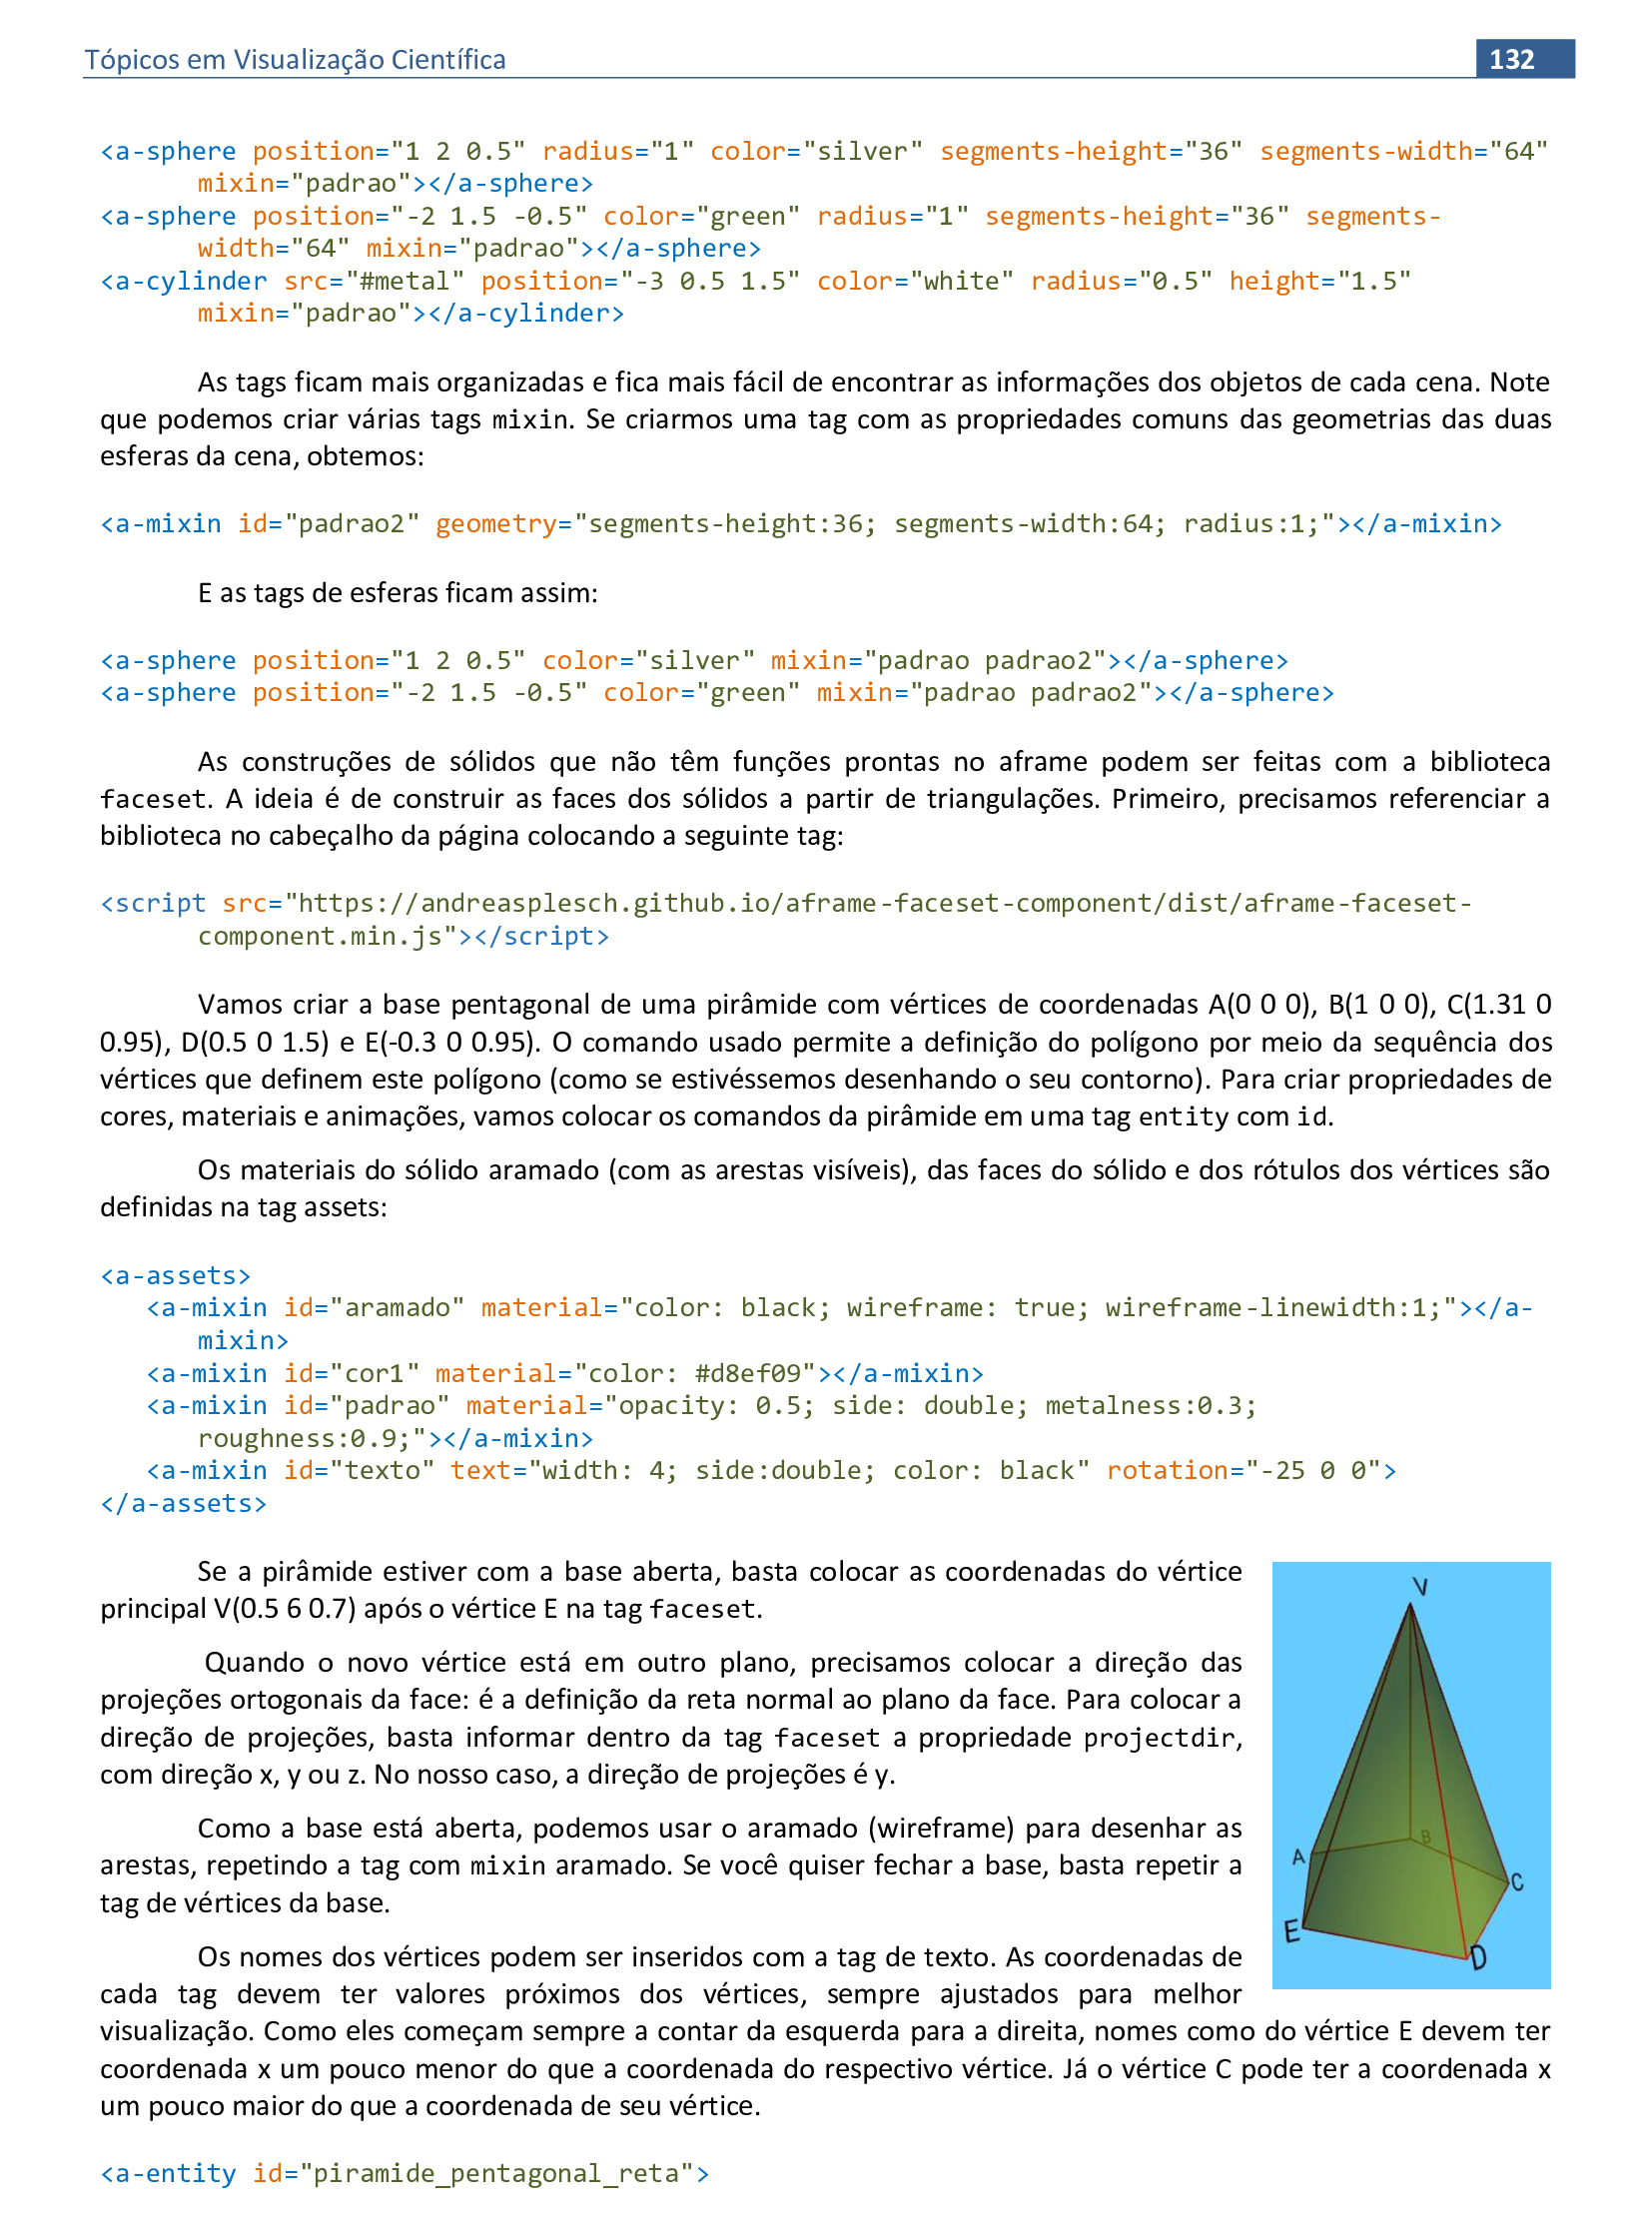 Tópicos em Visualização Científica 132
<a-sphere position="1 2 0.5" radius="1" color="silver" segments-height="36" segments-width="64"
mixin="padrao"></a-sphere>
<a-sphere position="-2 1.5 -0.5" color="green" radius="1" segments-height="36" segments-
width="64" mixin="padrao"></a-sphere>
<a-cylinder src="#metal" position="-3 0.5 1.5" color="white" radius="0.5" height="1.5"
mixin="padrao"></a-cylinder>
As tags ficam mais organizadas e fica mais fácil de encontrar as informações dos objetos de cada cena. Note
que podemos criar várias tags mixin. Se criarmos uma tag com as propriedades comuns das geometrias das duas
esferas da cena, obtemos:
<a-mixin id="padrao2" geometry="segments-height:36; segments-width:64; radius:1;"></a-mixin>
E as tags de esferas ficam assim:
<a-sphere position="1 2 0.5" color="silver" mixin="padrao padrao2"></a-sphere>
<a-sphere position="-2 1.5 -0.5" color="green" mixin="padrao padrao2"></a-sphere>
As construções de sólidos que não têm funções prontas no aframe podem ser feitas com a biblioteca
faceset. A ideia é de construir as faces dos sólidos a partir de triangulações. Primeiro, precisamos referenciar a
biblioteca no cabeçalho da página colocando a seguinte tag:
<script src="https://andreasplesch.github.io/aframe-faceset-component/dist/aframe-faceset-
component.min.js"></script>
Vamos criar a base pentagonal de uma pirâmide com vértices de coordenadas A(0 0 0), B(1 0 0), C(1.31 0
0.95), D(0.5 0 1.5) e E(-0.3 0 0.95). O comando usado permite a definição do polígono por meio da sequência dos
vértices que definem este polígono (como se estivéssemos desenhando o seu contorno). Para criar propriedades de
cores, materiais e animações, vamos colocar os comandos da pirâmide em uma tag entity com id.
Os materiais do sólido aramado (com as arestas visíveis), das faces do sólido e dos rótulos dos vértices são
definidas na tag assets:
<a-assets>
<a-mixin id="aramado" material="color: black; wireframe: true; wireframe-linewidth:1;"></a-
mixin>
<a-mixin id="cor1" material="color: #d8ef09"></a-mixin>
<a-mixin id="padrao" material="opacity: 0.5; side: double; metalness:0.3;
roughness:0.9;"></a-mixin>
<a-mixin id="texto" text="width: 4; side:double; color: black" rotation="-25 0 0">
</a-assets>
Se a pirâmide estiver com a base aberta, basta colocar as coordenadas do vértice
principal V(0.5 6 0.7) após o vértice E na tag faceset.
Quando o novo vértice está em outro plano, precisamos colocar a direção das
projeções ortogonais da face: é a definição da reta normal ao plano da face. Para colocar a
direção de projeções, basta informar dentro da tag faceset a propriedade projectdir,
com direção x, y ou z. No nosso caso, a direção de projeções é y.
Como a base está aberta, podemos usar o aramado (wireframe) para desenhar as
arestas, repetindo a tag com mixin aramado. Se você quiser fechar a base, basta repetir a
tag de vértices da base.
Os nomes dos vértices podem ser inseridos com a tag de texto. As coordenadas de
cada tag devem ter valores próximos dos vértices, sempre ajustados para melhor
visualização. Como eles começam sempre a contar da esquerda para a direita, nomes como do vértice E devem ter
coordenada x um pouco menor do que a coordenada do respectivo vértice. Já o vértice C pode ter a coordenada x
um pouco maior do que a coordenada de seu vértice.
V
B
A
C
E
D
<a-entity id="piramide_pentagonal_reta">